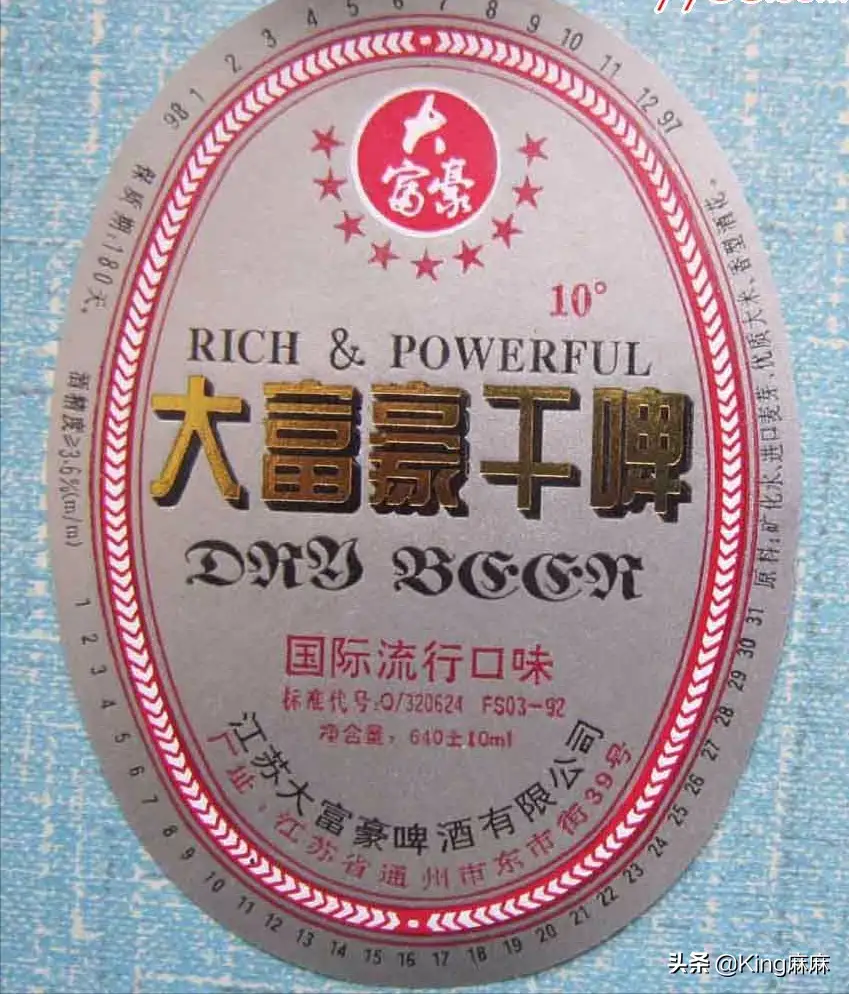 98 1 2 3 4 5 6 7 8 9 10 11 12 97
大
富豪
10°
RICH & POWERFUL
大富豪干啤
DRY BEER
国际流行口味
标准代号:Q/320624 FS03-92
净含量: 640±10ml
江苏大富豪啤酒有限公司
厂址:江苏省通州市东市街39号
保质期:180天。
酒精度≥3.6%(m/m)
1 2 3 4 5 6 7 8 9 10 11 12 13 14 15 16 17 18 19 20 21 22 23 24 25 26 27 28 29 30 31
原料:矿化水、进口麦芽、优质大米、香型酒花。
头条 @King麻麻